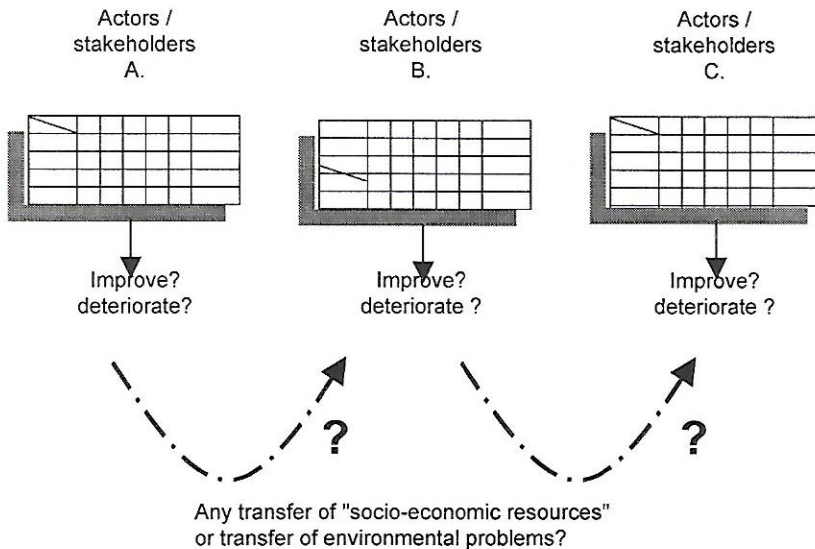 Actors /
stakeholders
A.
Actors /
stakeholders
B.
Actors /
stakeholders
C.
Improve?
deteriorate?
Improve?
deteriorate ?
Improve?
deteriorate ?
?
?
Any transfer of "socio-economic resources"
or transfer of environmental problems?